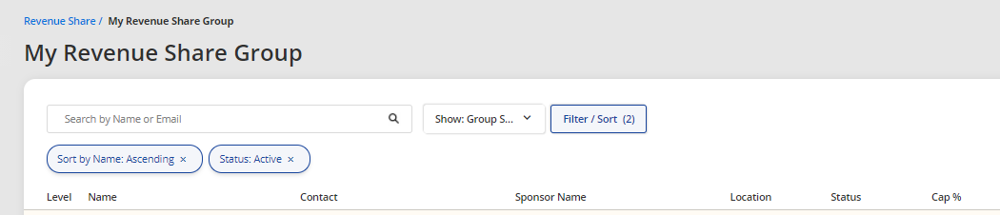 Revenue Share / My Revenue Share Group
My Revenue Share Group
Search by Name or Email Show: Group S... Filter / Sort (2)
Sort by Name: Ascending × Status: Active ×
Level Name Contact Sponsor Name Location Status Cap %